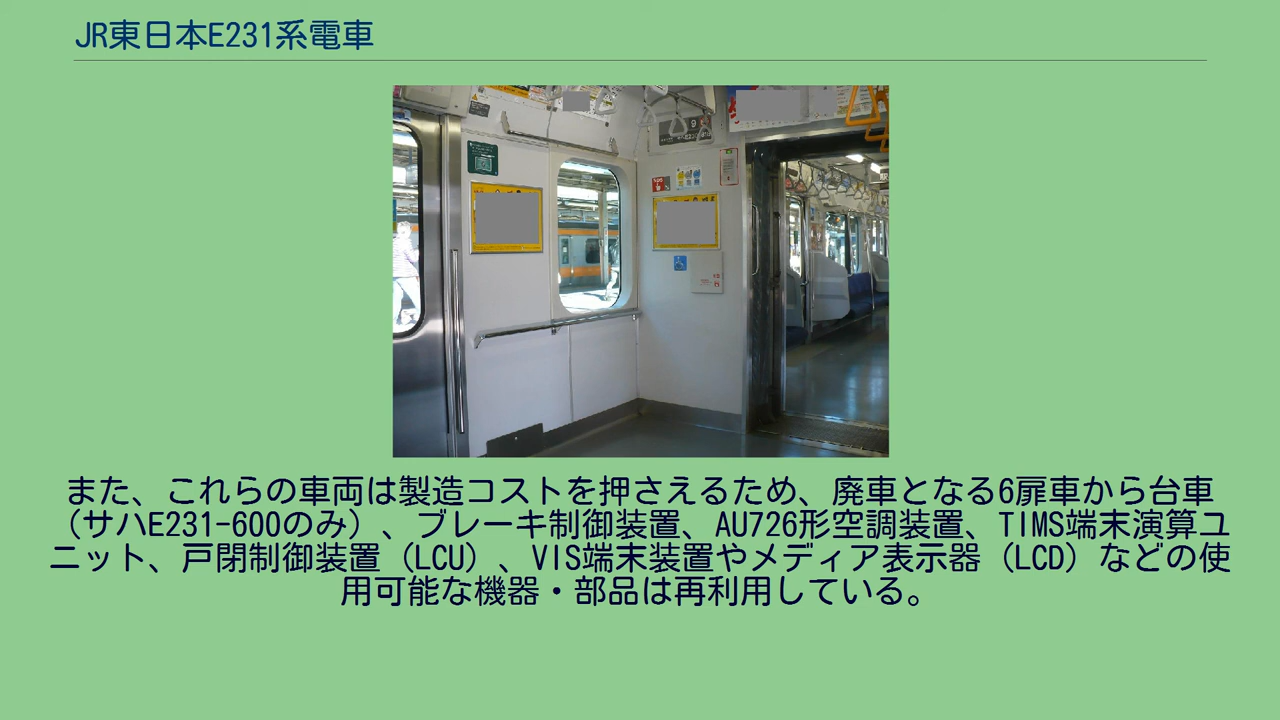 JR東日本E231系電車
9
また、これらの車両は製造コストを押さえるため、廃車となる6扉車から台車
（サハE231-600のみ）、ブレーキ制御装置、AU726形空調装置、TIMS端末演算ユ
ニット、戸閉制御装置（LCU）、VIS端末装置やメディア表示器（LCD）などの使
用可能な機器・部品は再利用している。